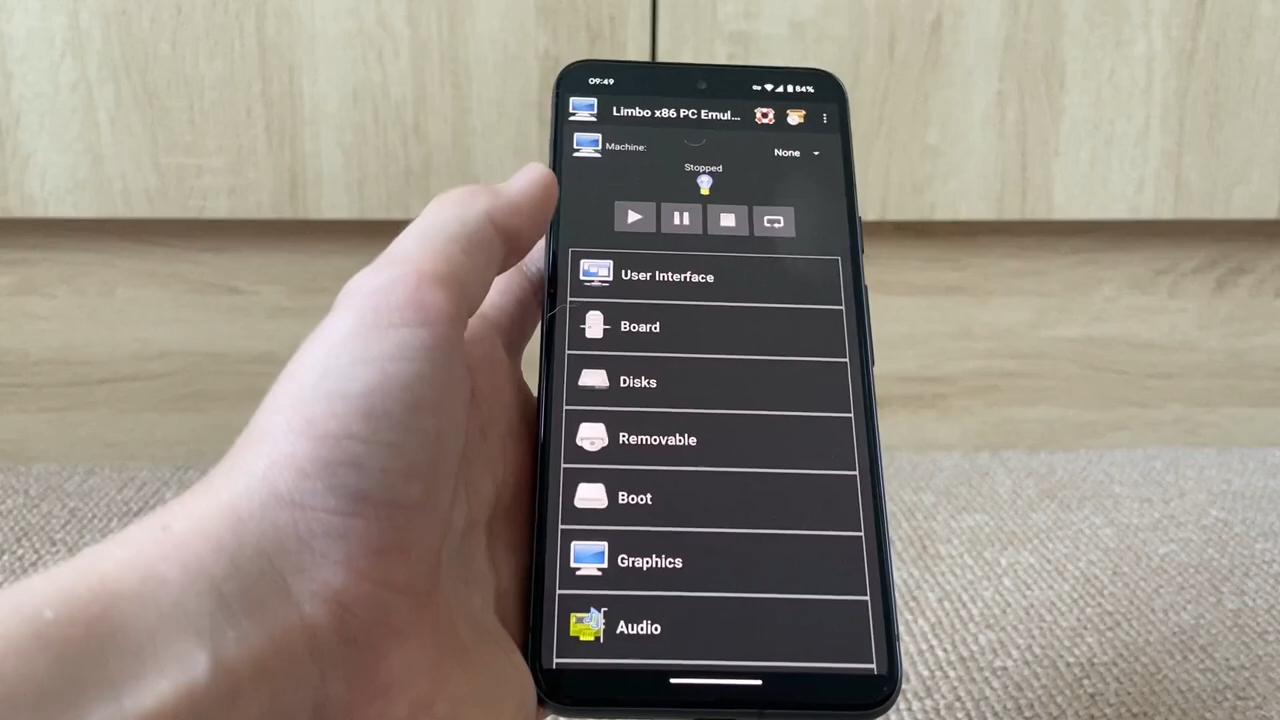 09:49 84%
Limbo x86 PC Emul...
Machine: None
Stopped
User Interface
Board
Disks
Removable
Boot
Graphics
Audio